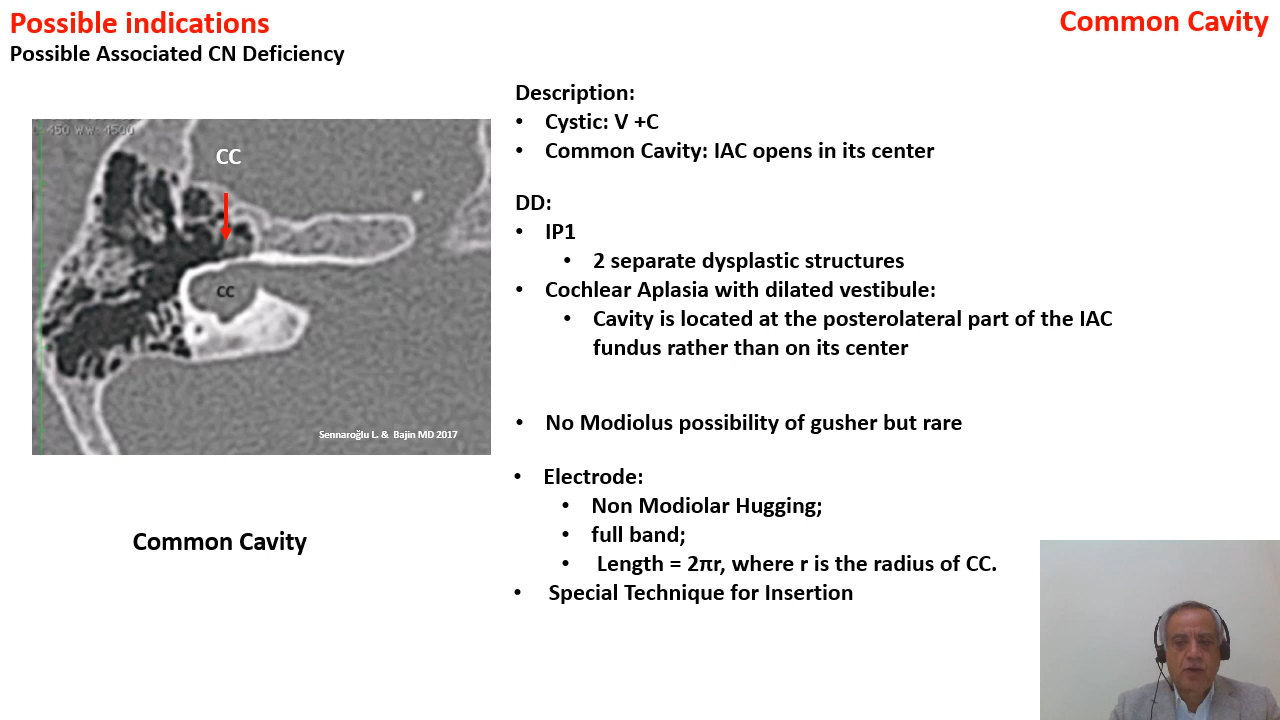 Possible indications
Common Cavity
Possible Associated CN Deficiency
450 WW: 4500
CC
CC
Sennaroğlu L. & Bajin MD 2017
Common Cavity
Description:
• Cystic: V +C
• Common Cavity: IAC opens in its center
DD:
• IP1
• 2 separate dysplastic structures
• Cochlear Aplasia with dilated vestibule:
• Cavity is located at the posterolateral part of the IAC
fundus rather than on its center
• No Modiolus possibility of gusher but rare
• Electrode:
• Non Modiolar Hugging;
• full band;
• Length = 2πr, where r is the radius of CC.
• Special Technique for Insertion